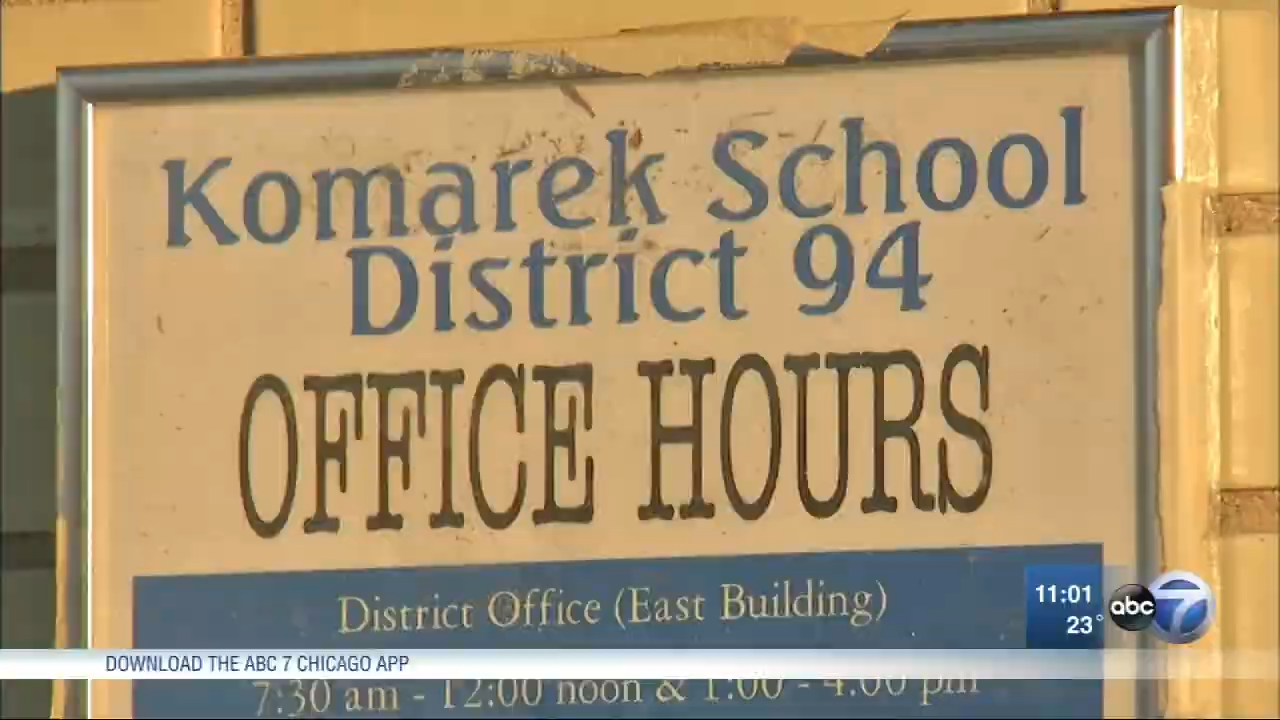 Komarek School
District 94
OFFICE HOURS
District Office (East Building)
11:01
23°
abc 7
DOWNLOAD THE ABC 7 CHICAGO APP
7:30 am - 12:00 noon & 1:00 - 4:00 pm